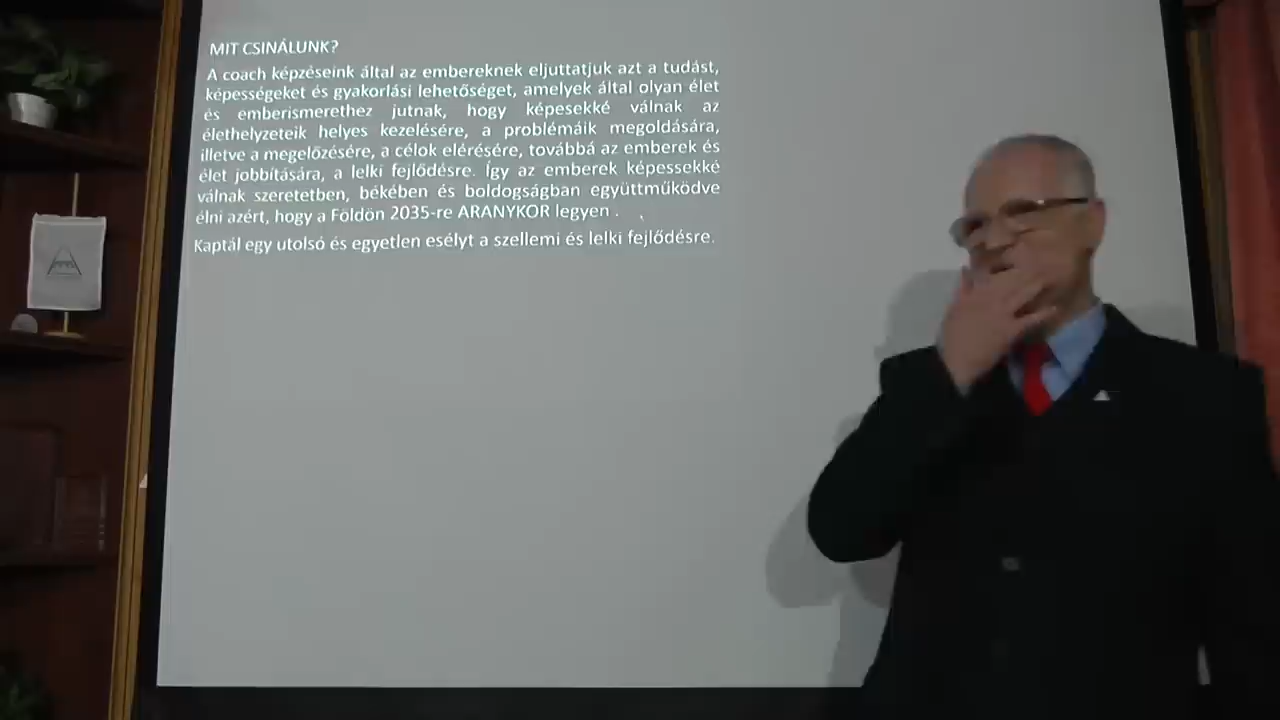 MIT CSINÁLUNK?
A coach képzéseink által az embereknek eljuttatjuk azt a tudást,
képességeket és gyakorlási lehetőséget, amelyek által olyan élet
és emberismerethez jutnak, hogy képesekké válnak az
élethelyzeteik helyes kezelésére, a problémáik megoldására,
illetve a megelőzésére, a célok elérésére, továbbá az emberek és
élet jobbítására, a lelki fejlődésre. Így az emberek képessekké
válnak szeretetben, békében és boldogságban együttműködve
élni azért, hogy a Földön 2035-re ARANYKOR legyen .
Kaptál egy utolsó és egyetlen esélyt a szellemi és lelki fejlődésre.